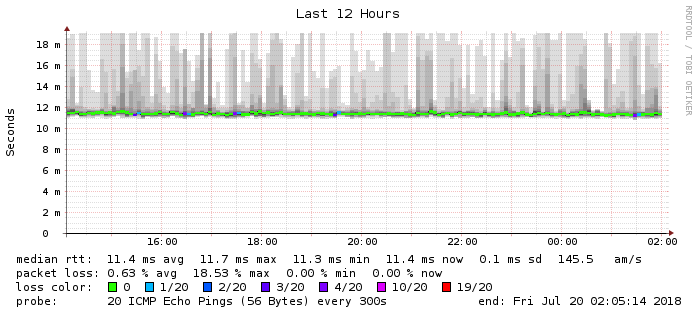 Last 12 Hours
RRDTOOL / TOBI OETIKER
Seconds
18 m
16 m
14 m
12 m
10 m
8 m
6 m
4 m
2 m
0
16:00 18:00 20:00 22:00 00:00 02:00
median rtt: 11.4 ms avg 11.7 ms max 11.3 ms min 11.4 ms now 0.1 ms sd 145.5 am/s
packet loss: 0.63 % avg 18.53 % max 0.00 % min 0.00 % now
loss color: 0 1/20 2/20 3/20 4/20 10/20 19/20
probe: 20 ICMP Echo Pings (56 Bytes) every 300s end: Fri Jul 20 02:05:14 2018